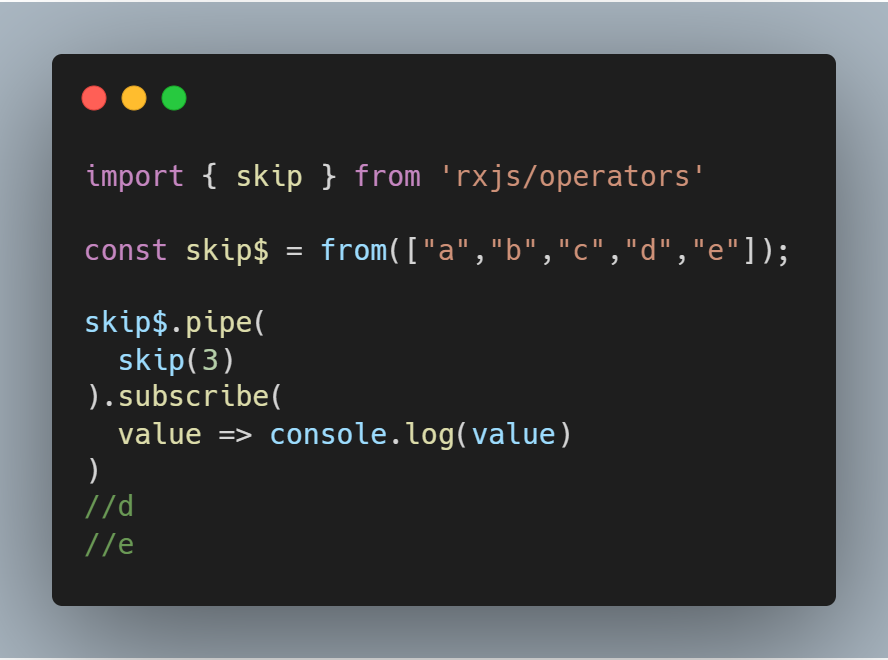 import { skip } from 'rxjs/operators'
const skip$ = from(["a","b","c","d","e"]);
skip$.pipe(
  skip(3)
).subscribe(
  value => console.log(value)
)
//d
//e